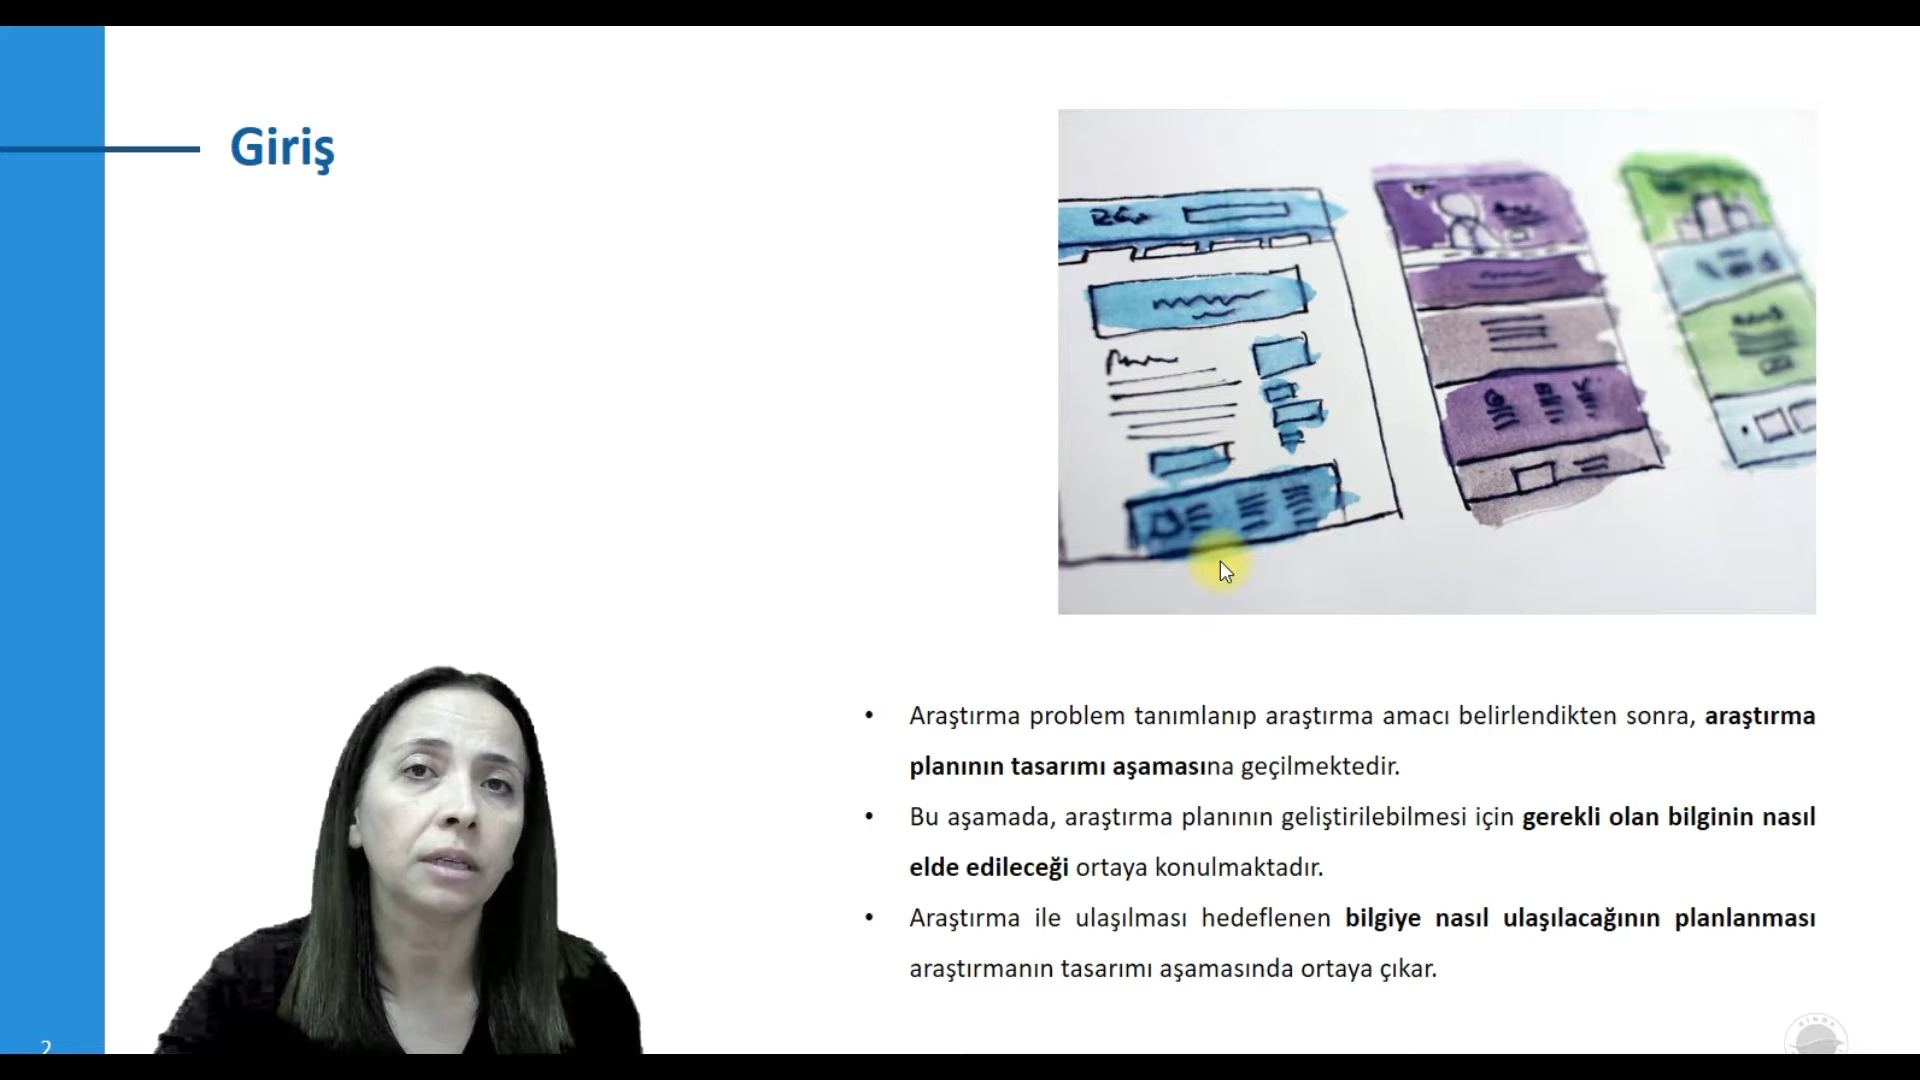 Giriş
• Araştırma problem tanımlanıp araştırma amacı belirlendikten sonra, araştırma
planının tasarımı aşamasına geçilmektedir.
• Bu aşamada, araştırma planının geliştirilebilmesi için gerekli olan bilginin nasıl
elde edileceği ortaya konulmaktadır.
• Araştırma ile ulaşılması hedeflenen bilgiye nasıl ulaşılacağının planlanması
araştırmanın tasarımı aşamasında ortaya çıkar.
2